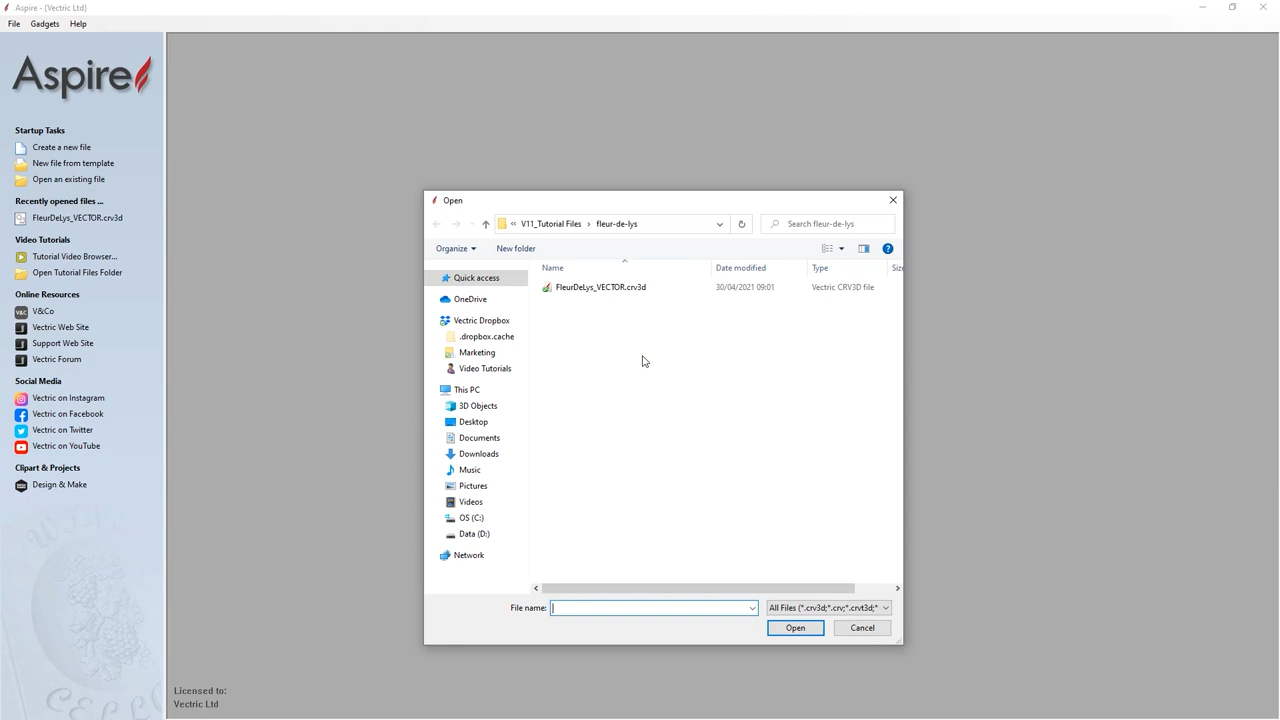 Aspire - {Vectric Ltd}
File Gadgets Help
Aspire
Startup Tasks
Create a new file
New file from template
Open an existing file
Recently opened files ...
FleurDeLys_VECTOR.crv3d
Video Tutorials
Tutorial Video Browser...
Open Tutorial Files Folder
Online Resources
V&Co
Vectric Web Site
Support Web Site
Vectric Forum
Social Media
Vectric on Instagram
Vectric on Facebook
Vectric on Twitter
Vectric on YouTube
Clipart & Projects
Design & Make
Licensed to:
Vectric Ltd
Open
« V11_Tutorial Files › fleur-de-lys
Search fleur-de-lys
Organize New folder
Name Date modified Type Size
FleurDeLys_VECTOR.crv3d 30/04/2021 09:01 Vectric CRV3D file
Quick access
OneDrive
Vectric Dropbox
.dropbox.cache
Marketing
Video Tutorials
This PC
3D Objects
Desktop
Documents
Downloads
Music
Pictures
Videos
OS (C:)
Data (D:)
Network
File name: All Files (*.crv3d;*.crv;*.crvt3d;*
Open Cancel